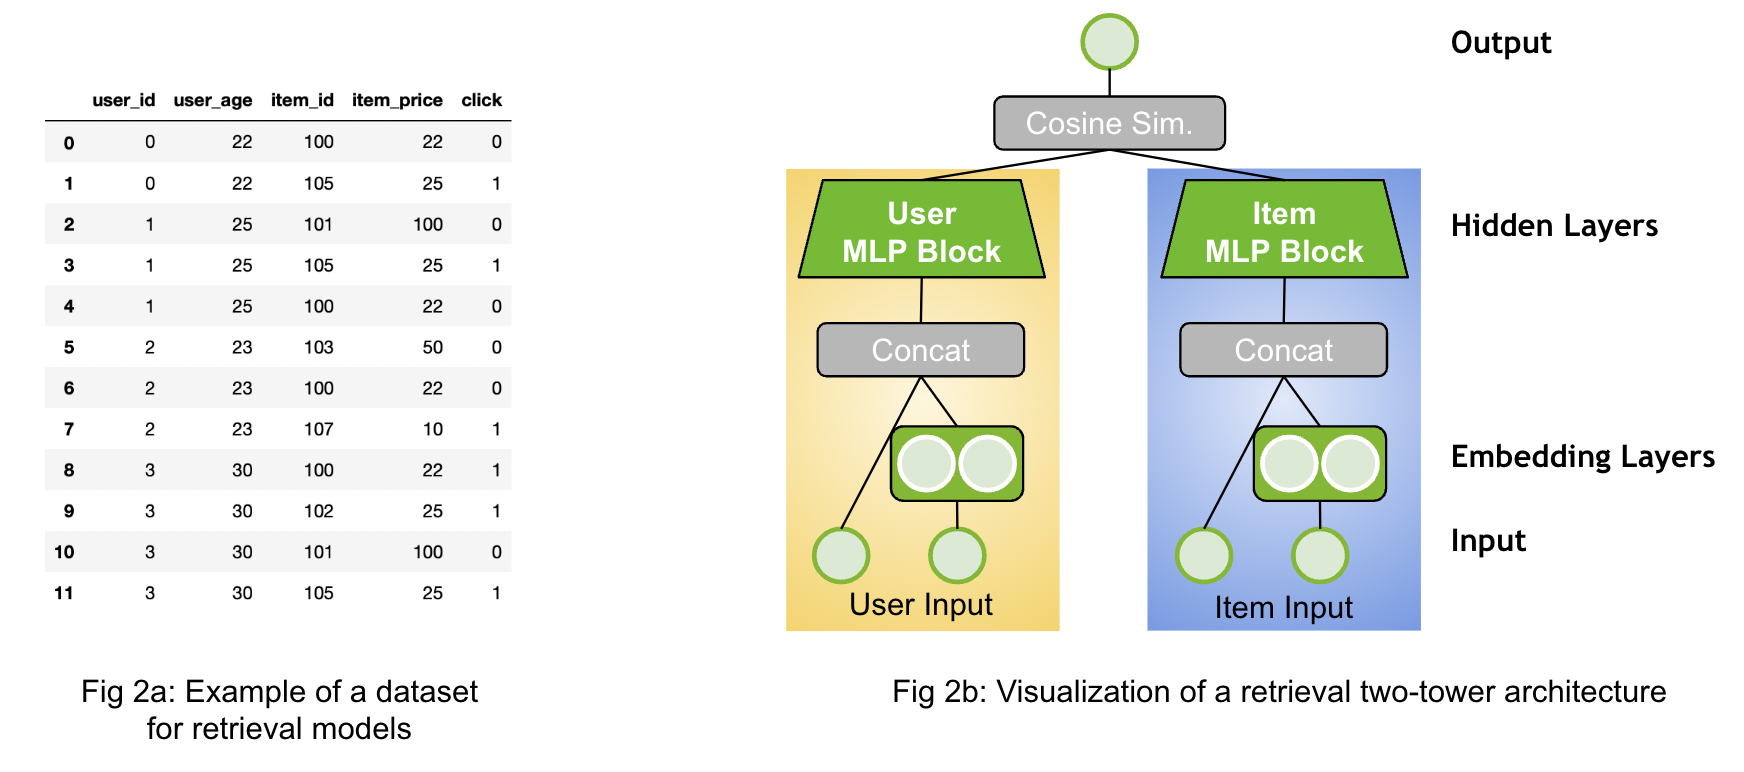 user_id user_age item_id item_price click
0 0 22 100 22 0
1 0 22 105 25 1
2 1 25 101 100 0
3 1 25 105 25 1
4 1 25 100 22 0
5 2 23 103 50 0
6 2 23 100 22 0
7 2 23 107 10 1
8 3 30 100 22 1
9 3 30 102 25 1
10 3 30 101 100 0
11 3 30 105 25 1
Fig 2a: Example of a dataset
for retrieval models
Output
Cosine Sim.
User
MLP Block
Item
MLP Block
Hidden Layers
Concat
Concat
Embedding Layers
Input
User Input
Item Input
Fig 2b: Visualization of a retrieval two-tower architecture